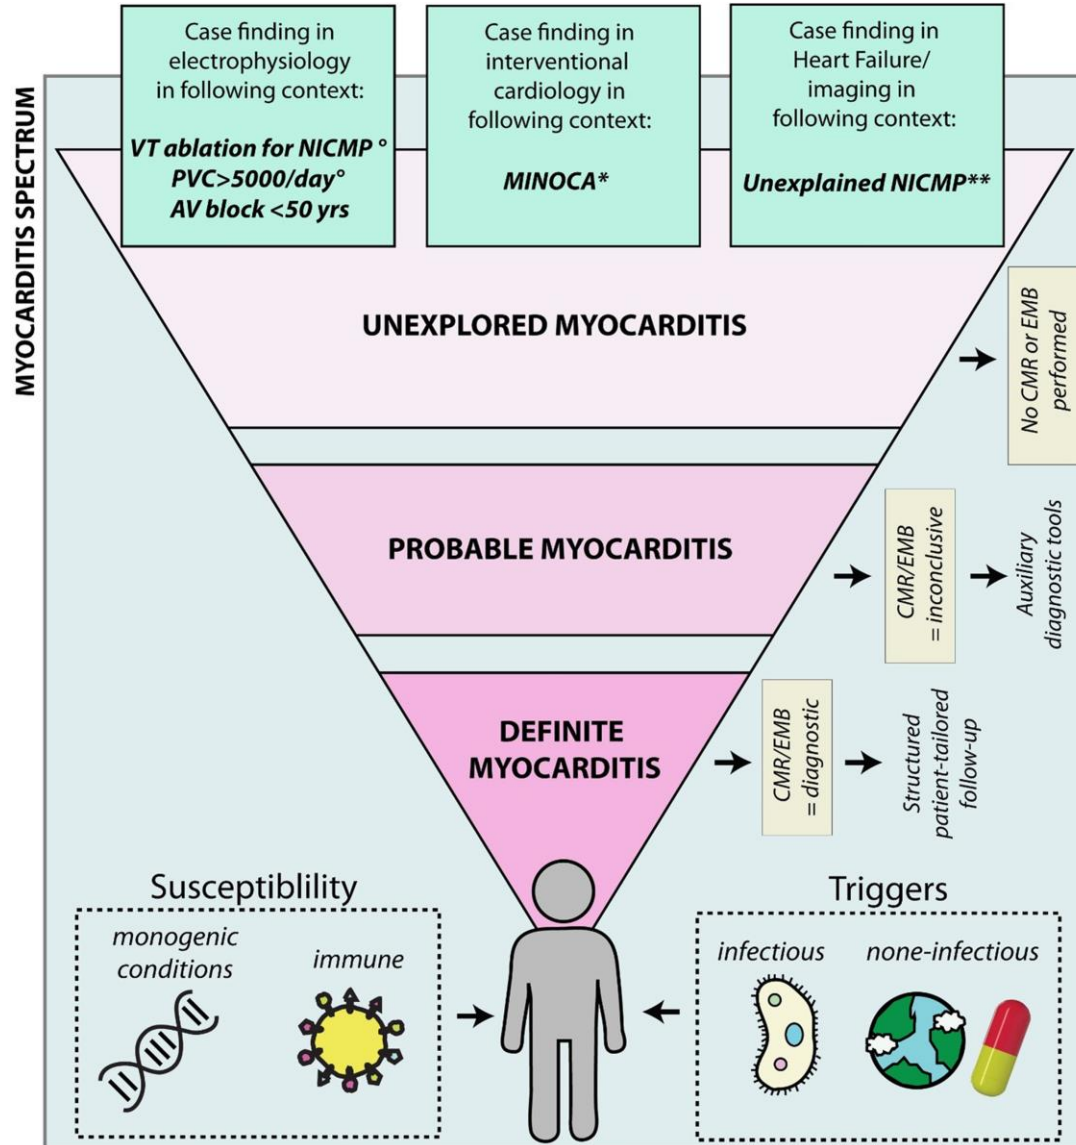 MYOCARDITIS SPECTRUM
Case finding in
electrophysiology
in following context:
VT ablation for NICMP °
PVC>5000/day°
AV block <50 yrs
Case finding in
interventional
cardiology in
following context:
MINOCA*
Case finding in
Heart Failure/
imaging in
following context:
Unexplained NICMP**
UNEXPLORED MYOCARDITIS
No CMR or EMB
performed
PROBABLE MYOCARDITIS
CMR/EMB
= inconclusive
Auxiliary
diagnostic tools
DEFINITE
MYOCARDITIS
CMR/EMB
= diagnostic
Structured
patient-tailored
follow-up
Susceptiblility
monogenic
conditions
immune
Triggers
infectious
none-infectious